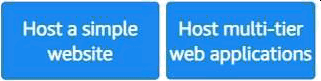 Host a simple
website
Host multi-tier
web applications